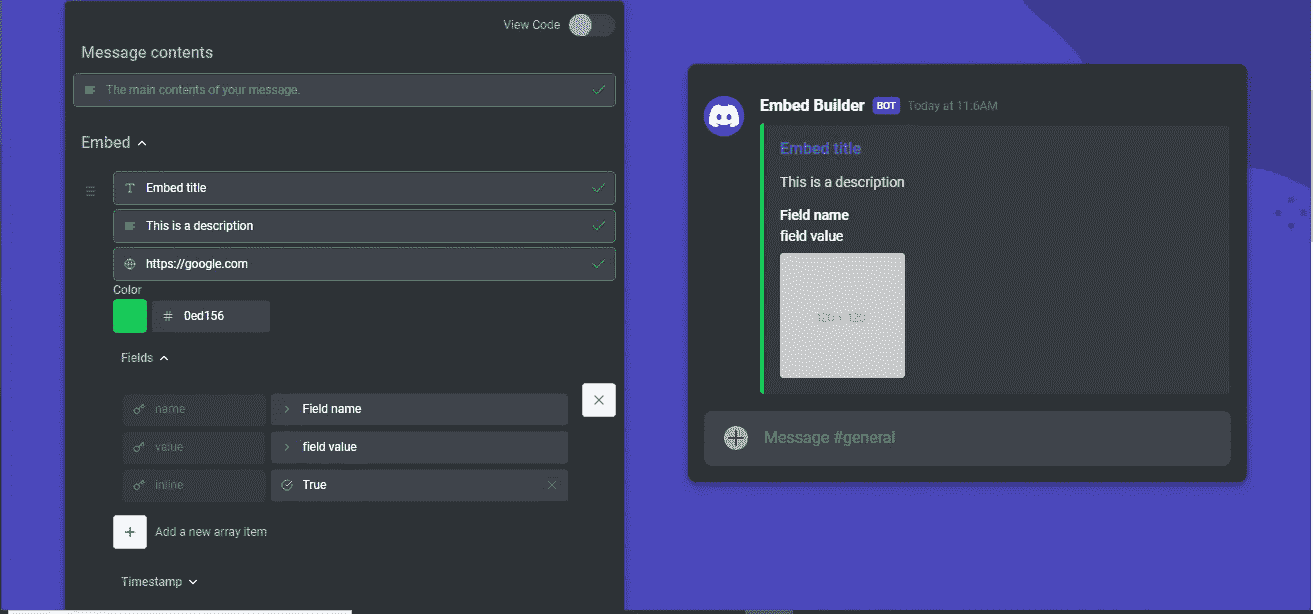 View Code
Message contents
The main contents of your message.
Embed
Embed title
This is a description
https://google.com
Color
# 0ed156
Fields
name
Field name
value
field value
inline
True
Add a new array item
Timestamp
Embed Builder BOT Today at 11:6AM
Embed title
This is a description
Field name
field value
120 x 120
Message #general